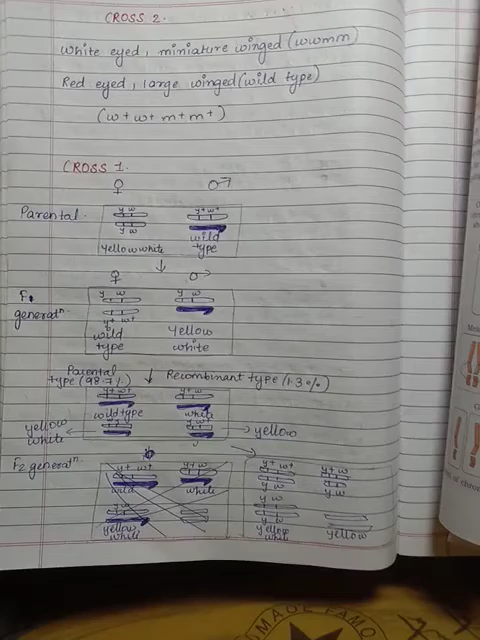 CROSS 2.
White eyed, miniature winged (wwmm)
Red eyed, large winged (wild type)
(w+ w+ m+ m+)
CROSS 1.
♀ ♂
Parental.
y w y+ w+
y w
yellow white wild type
♀ ♂
F1 generatⁿ
y w y w
y+ w+
wild type yellow white
Parental type (98.7%) Recombinant type (1.3%)
y+ w+ y+ w
wild type white
yellow white yellow
y w
F2 generatⁿ
y+ w+ y+ w
wild white
y w
yellow white
y+ w+ y+ w
y w y w
y w
y w
yellow white yellow
IMAGE FAMO